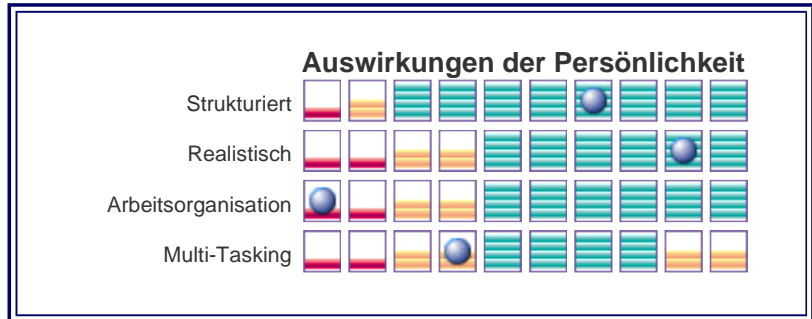 Auswirkungen der Persönlichkeit
Strukturiert
Realistisch
Arbeitsorganisation
Multi-Tasking